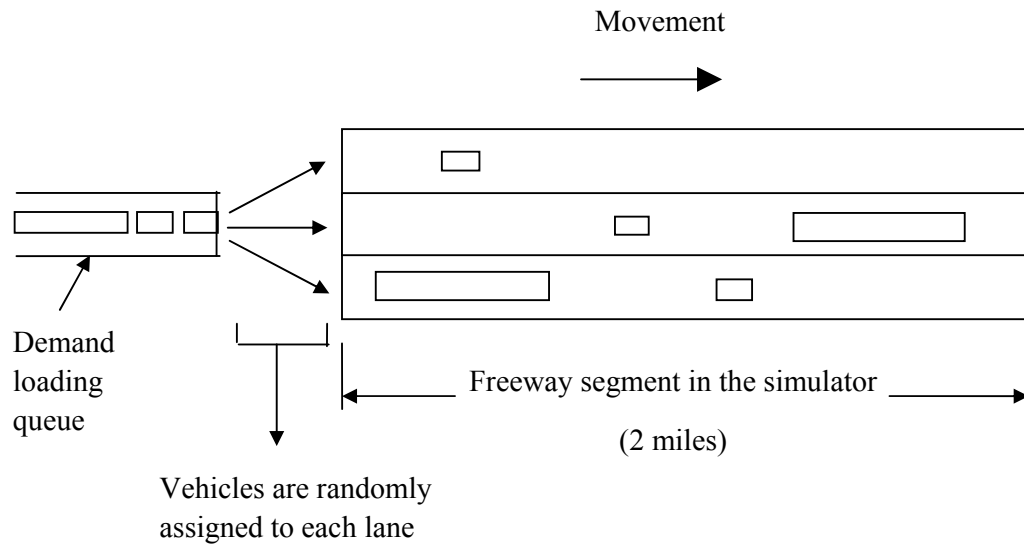 Movement
Demand
loading
queue
Freeway segment in the simulator
(2 miles)
Vehicles are randomly
assigned to each lane